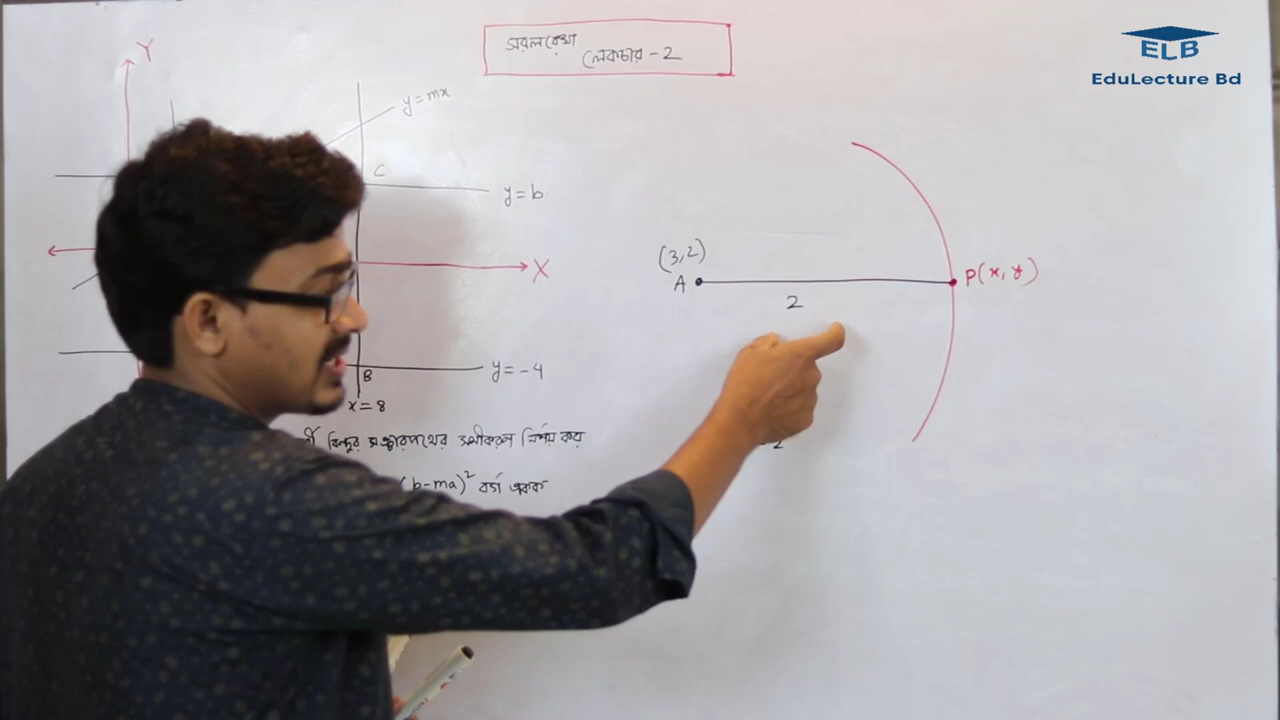 সরলরেখা
লেকচার - 2
ELB
EduLecture Bd
Y
y = mx
C
y = b
X
(3,2)
A
2
P(x, y)
y = -4
B
x = 8
বিন্দুর সঞ্চারপথের সমীকরণ নির্ণয় কর
(b-ma)² বর্গ একক
2